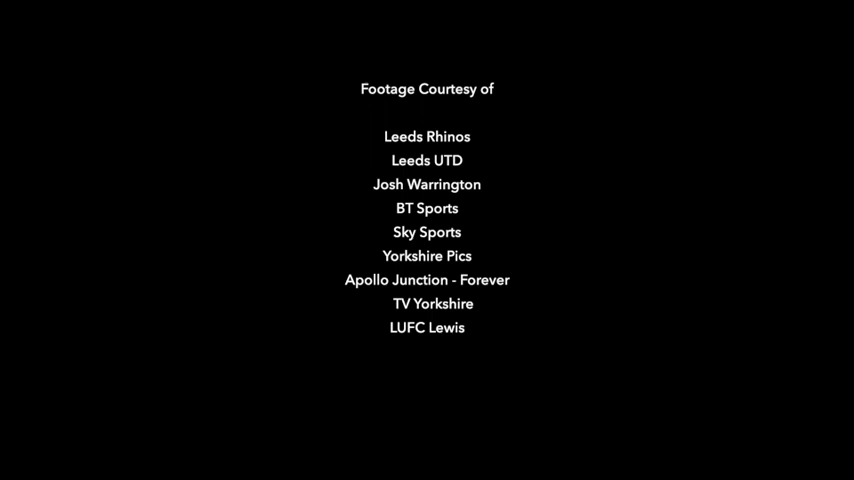 Footage Courtesy of
Leeds Rhinos
Leeds UTD
Josh Warrington
BT Sports
Sky Sports
Yorkshire Pics
Apollo Junction - Forever
TV Yorkshire
LUFC Lewis